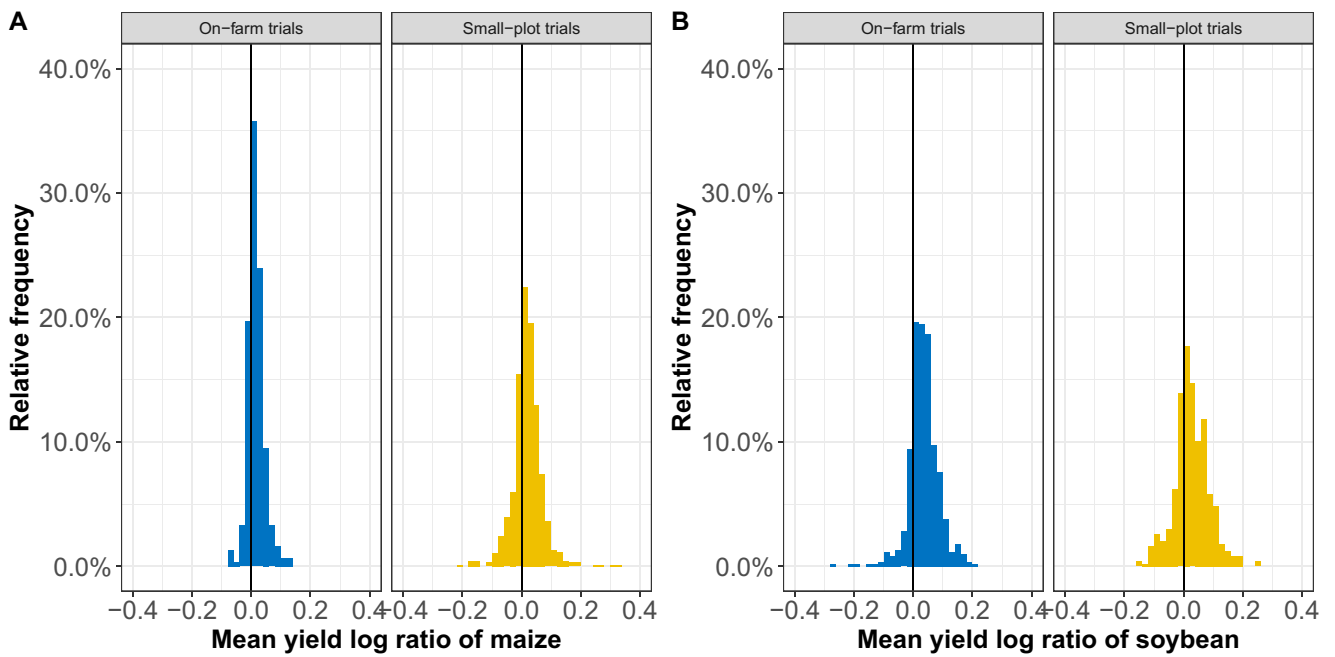 A
On−farm trials
Small−plot trials
B
On−farm trials
Small−plot trials
40.0%
30.0%
20.0%
10.0%
0.0%
Relative frequency
−0.4 −0.2 0.0 0.2 0.4
−0.4 −0.2 0.0 0.2 0.4
Mean yield log ratio of maize
40.0%
30.0%
20.0%
10.0%
0.0%
Relative frequency
−0.4 −0.2 0.0 0.2 0.4
−0.4 −0.2 0.0 0.2 0.4
Mean yield log ratio of soybean